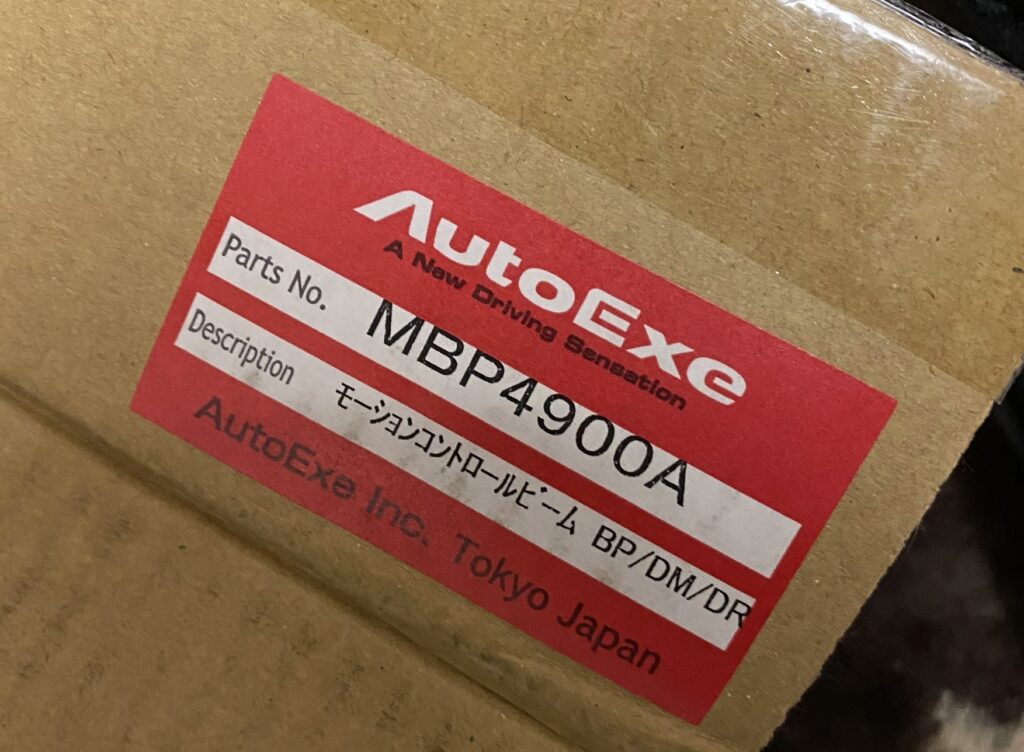 AutoExe
A New Driving Sensation
Parts No. MBP4900A
Description モーションコントロールビーム BP/DM/DR
AutoExe Inc. Tokyo Japan